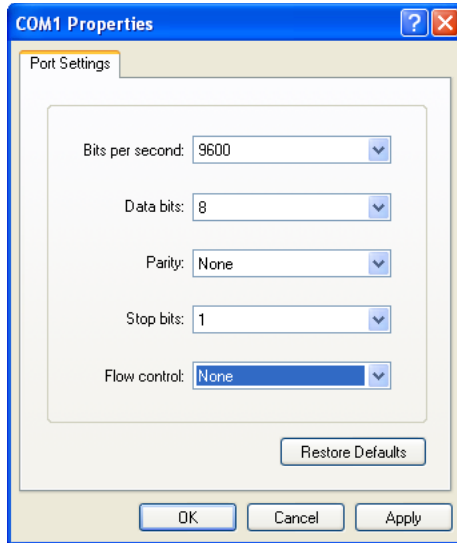 COM1 Properties
Port Settings
Bits per second: 9600
Data bits: 8
Parity: None
Stop bits: 1
Flow control: None
Restore Defaults
OK Cancel Apply